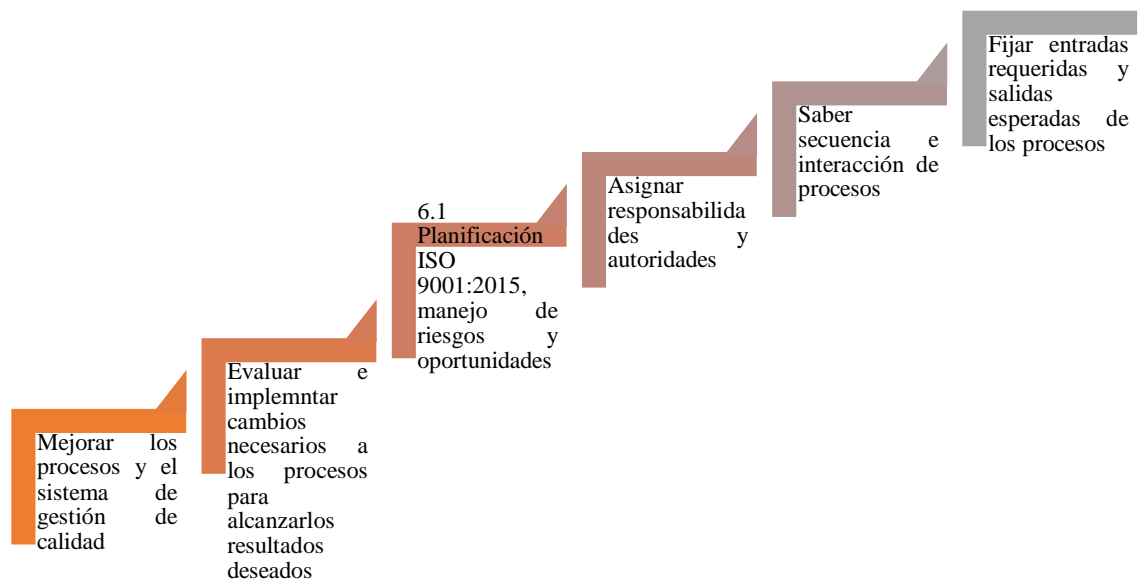 Mejorar los
procesos y el
sistema de
gestión de
calidad
Evaluar e
implemntar
cambios
necesarios a
los procesos
para
alcanzarlos
resultados
deseados
6.1
Planificación
ISO
9001:2015,
manejo de
riesgos y
oportunidades
Asignar
responsabilida
des y
autoridades
Saber
secuencia e
interacción de
procesos
Fijar entradas
requeridas y
salidas
esperadas de
los procesos